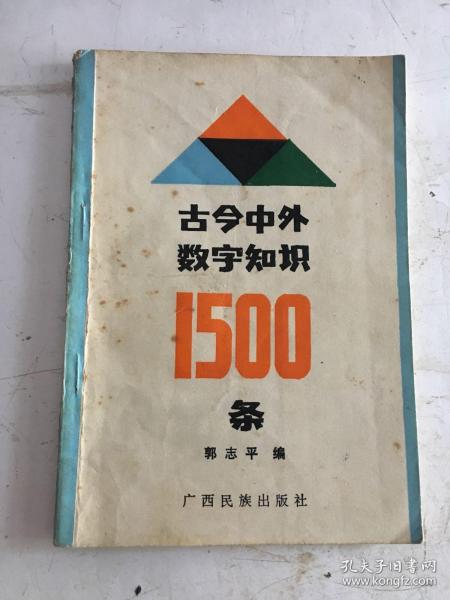 古今中外
数字知识
1500
条
郭志平 编
广西民族出版社
孔夫子旧书网
www.kongfz.com